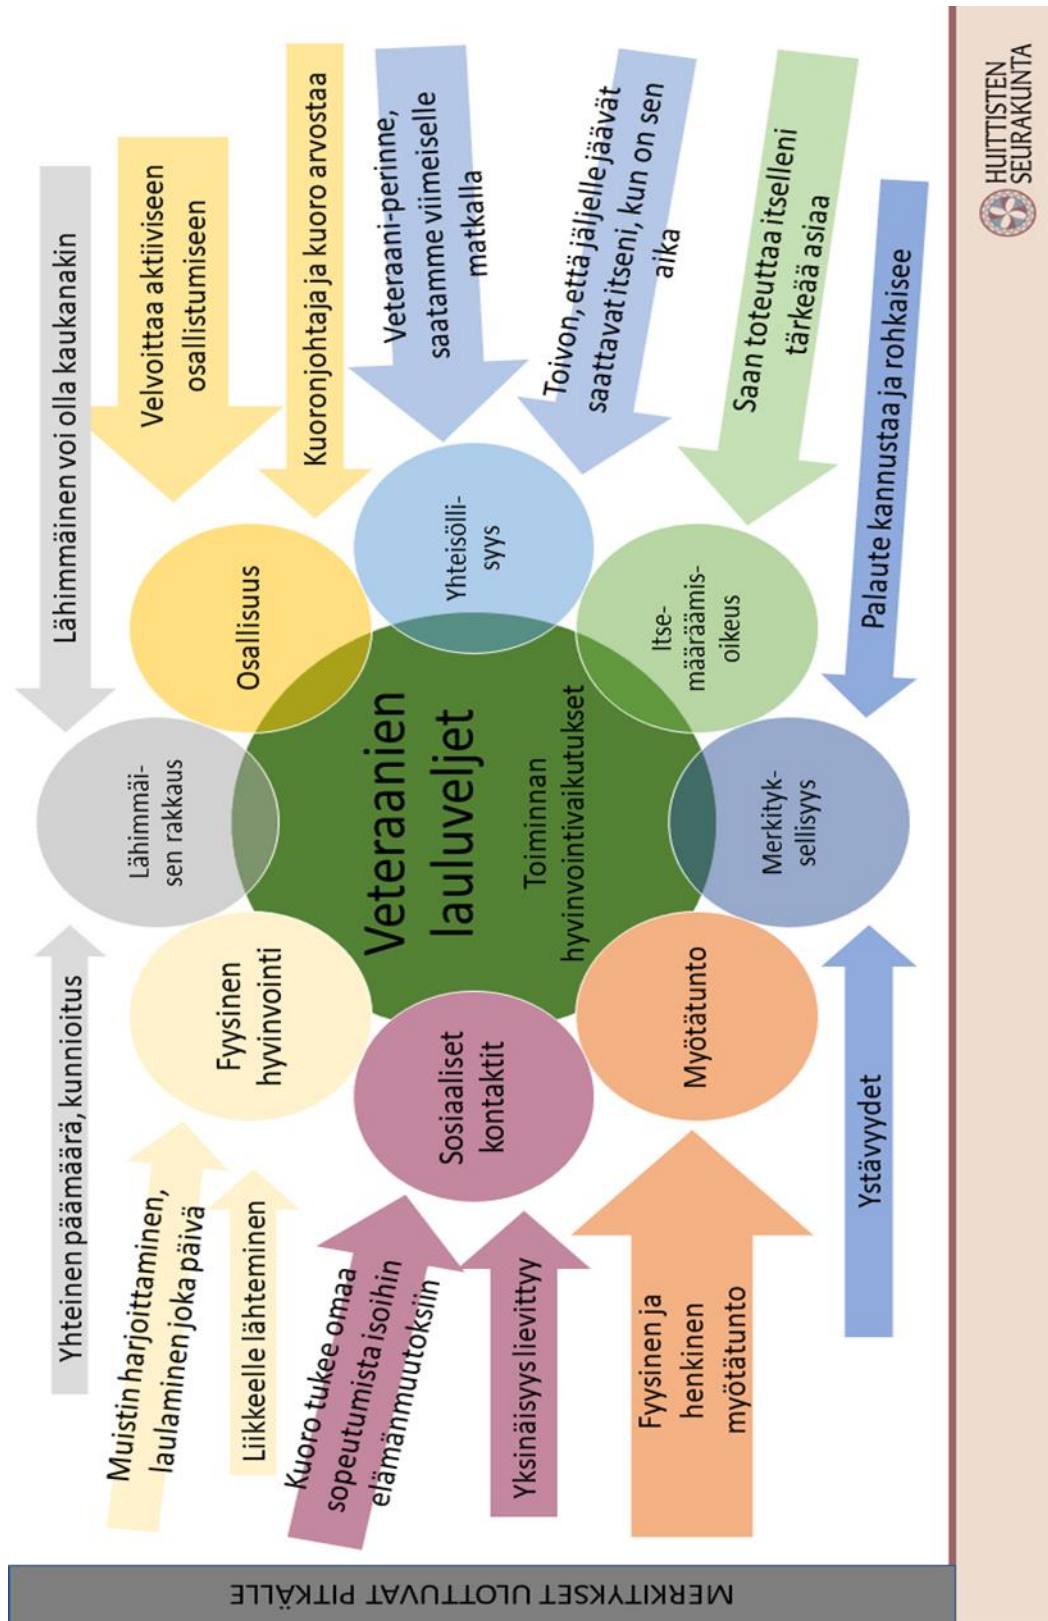 MERKITYKSET ULOTTUVAT PITKÄLLE
Veteraanien
lauluveljet
Toiminnan
hyvinvointivaikutukset
Lähimmäi-
sen rakkaus
Yhteinen päämäärä, kunnioitus
Lähimmäinen voi olla kaukanakin
Osallisuus
Velvoittaa aktiiviseen
osallistumiseen
Kuoronjohtaja ja kuoro arvostaa
Yhteisölli-
syys
Veteraani-perinne,
saatamme viimeiselle
matkalla
Toivon, että jäljelle jäävät
saattavat itseni, kun on sen
aika
Itse-
määräämis-
oikeus
Saan toteuttaa itselleni
tärkeää asiaa
Merkityk-
sellisyys
Palaute kannustaa ja rohkaisee
Ystävyydet
Myötätunto
Fyysinen ja
henkinen
myötätunto
Sosiaaliset
kontaktit
Yksinäisyys lievittyy
Kuoro tukee omaa
sopeutumista isoihin
elämänmuutoksiin
Fyysinen
hyvinvointi
Liikkeelle lähteminen
Muistin harjoittaminen,
laulaminen joka päivä
HUITTISTEN
SEURAKUNTA